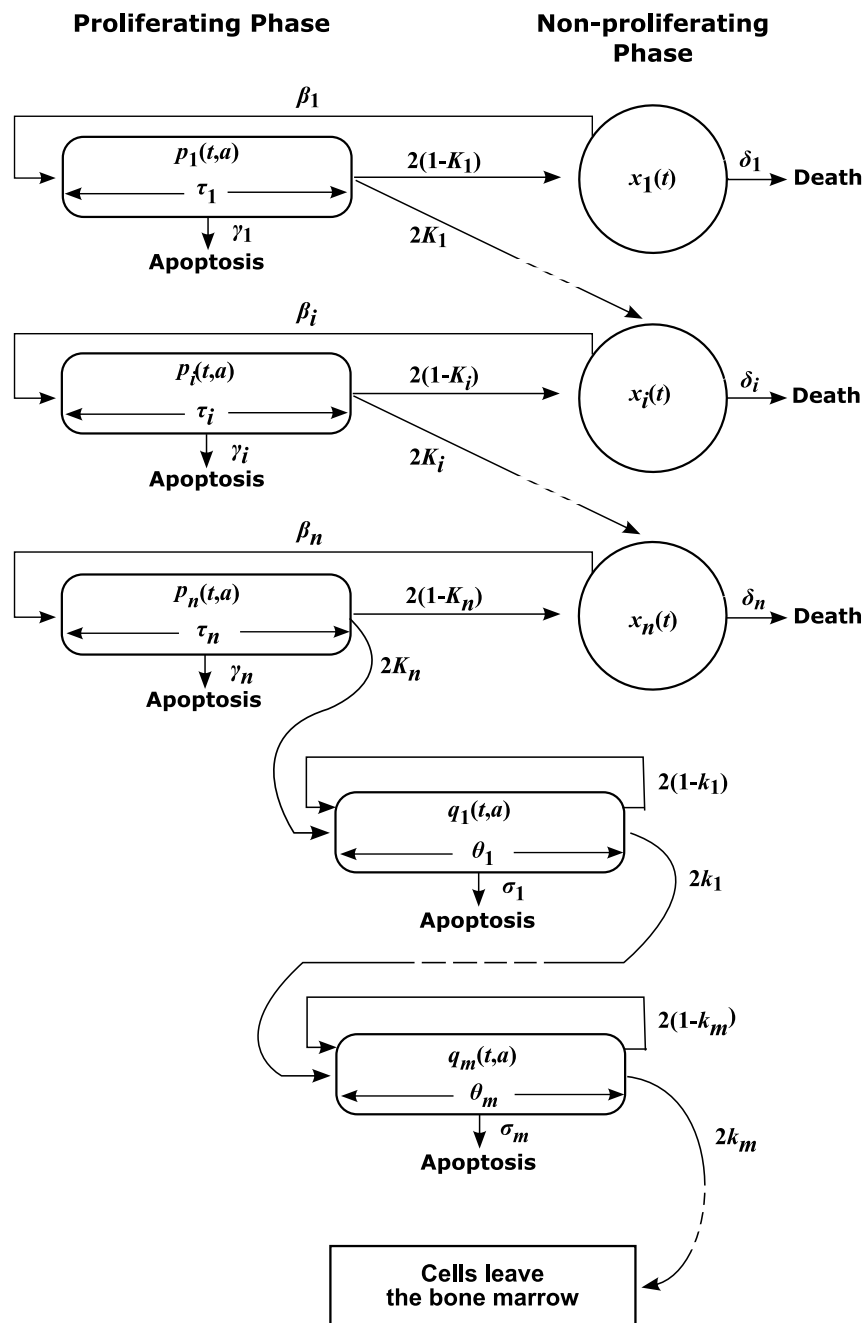 Proliferating Phase
Non-proliferating
Phase
β1
p1(t,a)
τ1
2(1-K1)
x1(t)
δ1
Death
γ1
Apoptosis
2K1
βi
pi(t,a)
τi
2(1-Ki)
xi(t)
δi
Death
γi
Apoptosis
2Ki
βn
pn(t,a)
τn
2(1-Kn)
xn(t)
δn
Death
γn
Apoptosis
2Kn
2(1-k1)
q1(t,a)
θ1
2k1
σ1
Apoptosis
2(1-km)
qm(t,a)
θm
2km
σm
Apoptosis
Cells leave
the bone marrow